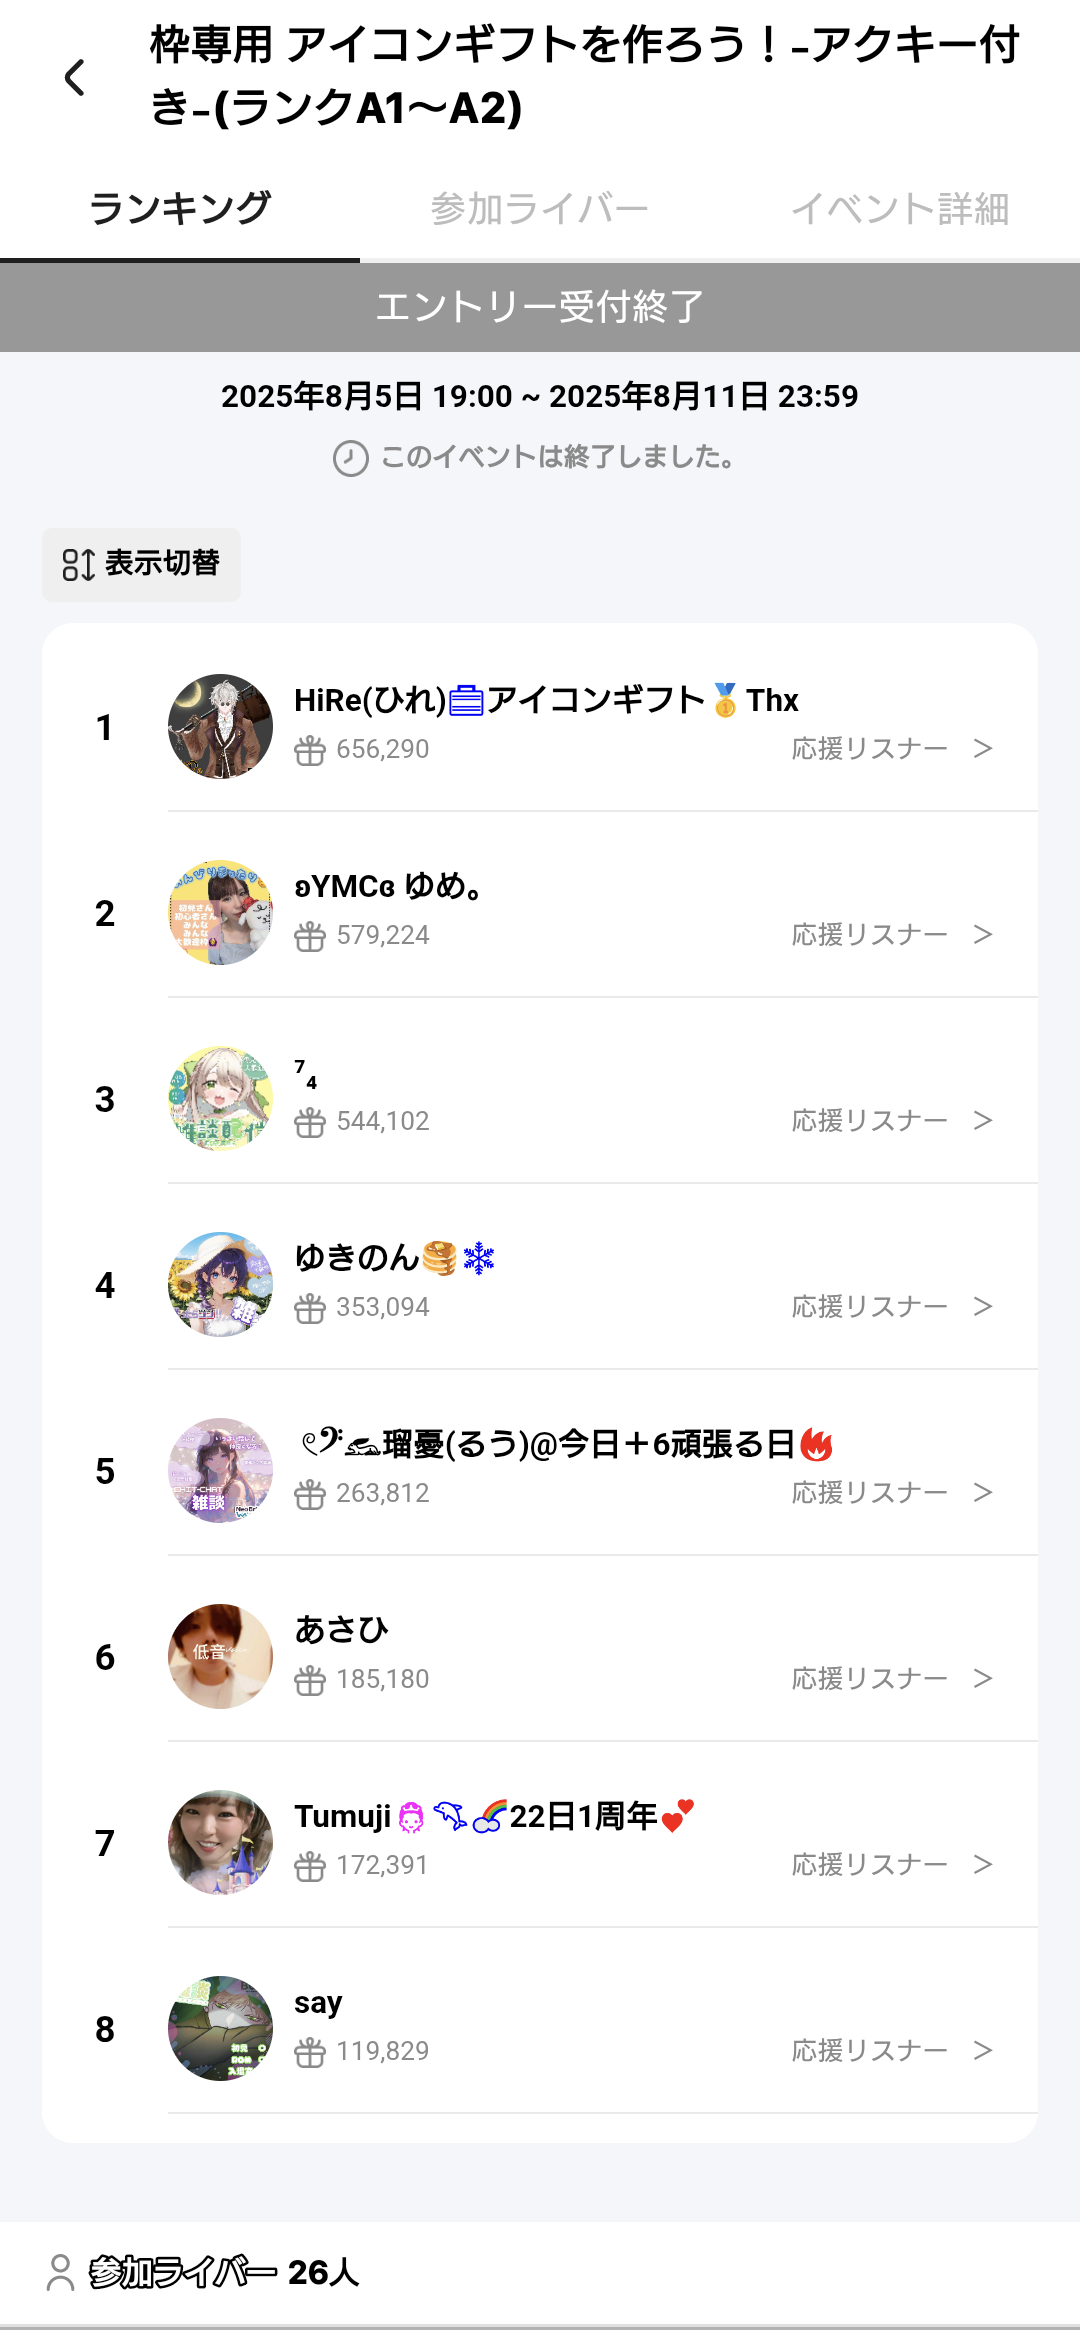 枠専用 アイコンギフトを作ろう！-アクキー付
き-(ランクA1〜A2)
ランキング 参加ライバー イベント詳細
エントリー受付終了
2025年8月5日 19:00 ~ 2025年8月11日 23:59
このイベントは終了しました。
表示切替
1
HiRe(ひれ)💼アイコンギフト🥇Thx
656,290 応援リスナー >
2
ʚYMCɞ ゆめ。
579,224 応援リスナー >
3
⁷₄
544,102 応援リスナー >
4
ゆきのん🥞❄
353,094 応援リスナー >
5
瑠憂(るう)@今日＋6頑張る日🔥
263,812 応援リスナー >
雑談
6
あさひ
185,180 応援リスナー >
低音
7
Tumuji👸🐬🌈22日1周年💕
172,391 応援リスナー >
8
say
119,829 応援リスナー >
参加ライバー 26人